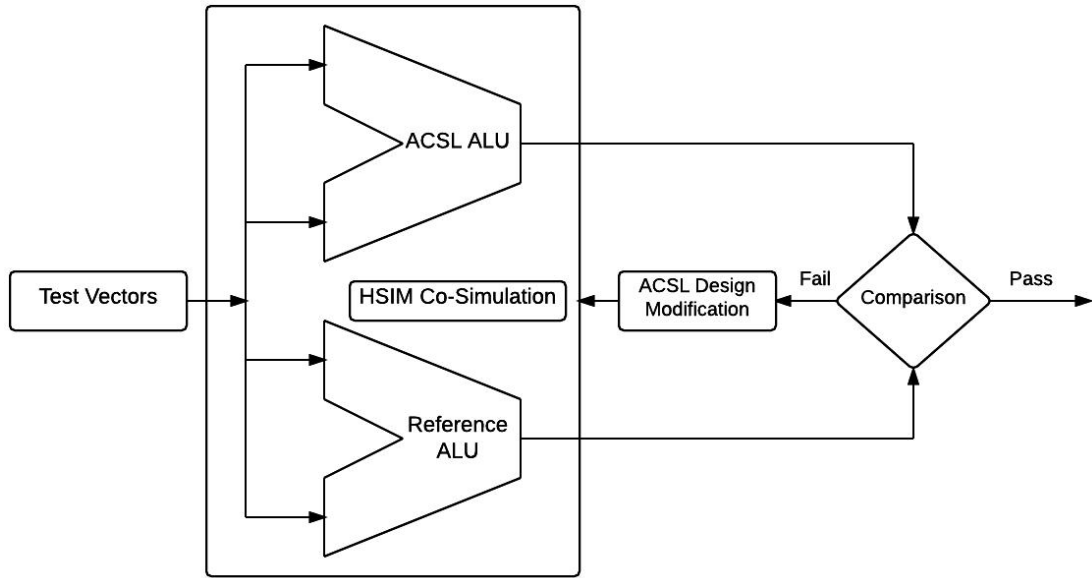 ACSL ALU
Test Vectors
HSIM Co-Simulation
ACSL Design
Modification
Fail
Comparison
Pass
Reference
ALU